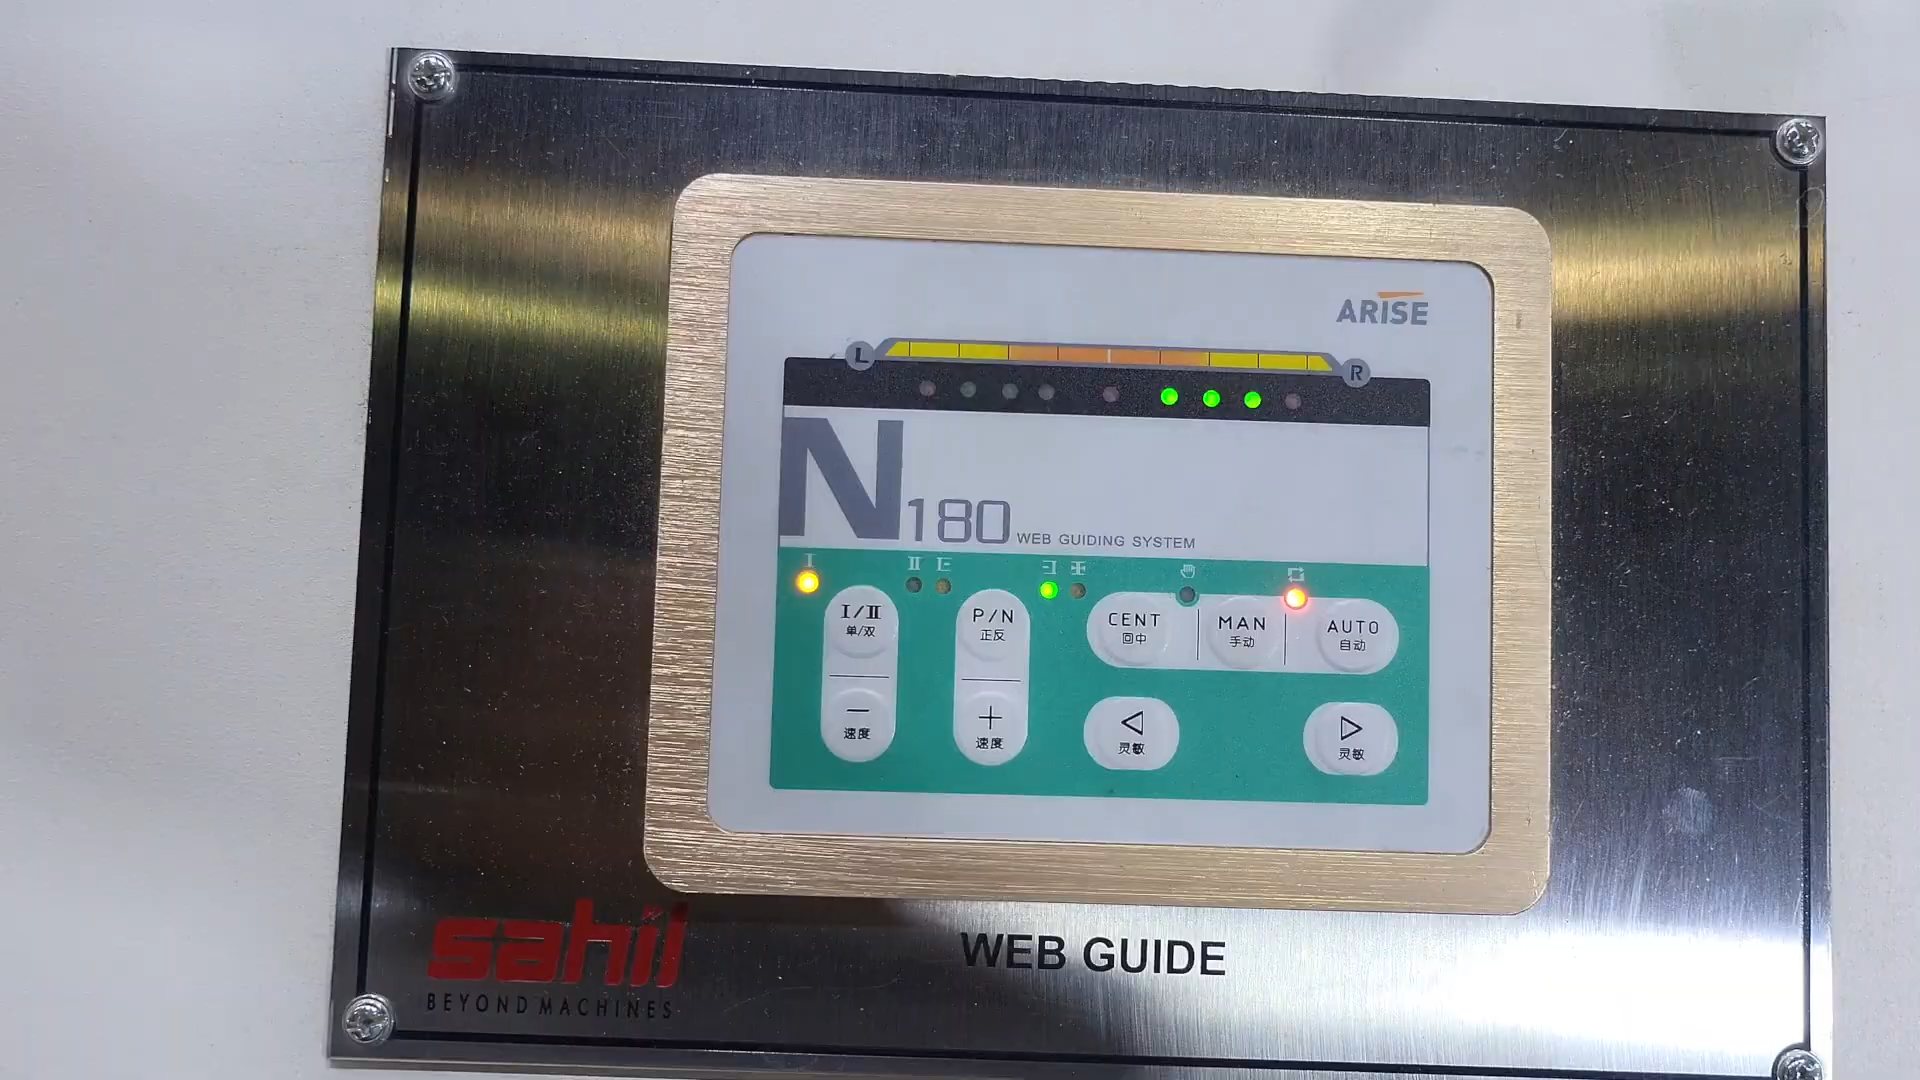 ARISE
L
R
N180 WEB GUIDING SYSTEM
I II
I/II
单/双
P/N
正反
CENT
回中
MAN
手动
AUTO
自动
—
速度
+
速度
◁
灵敏
▷
灵敏
sahil
BEYOND MACHINES
WEB GUIDE